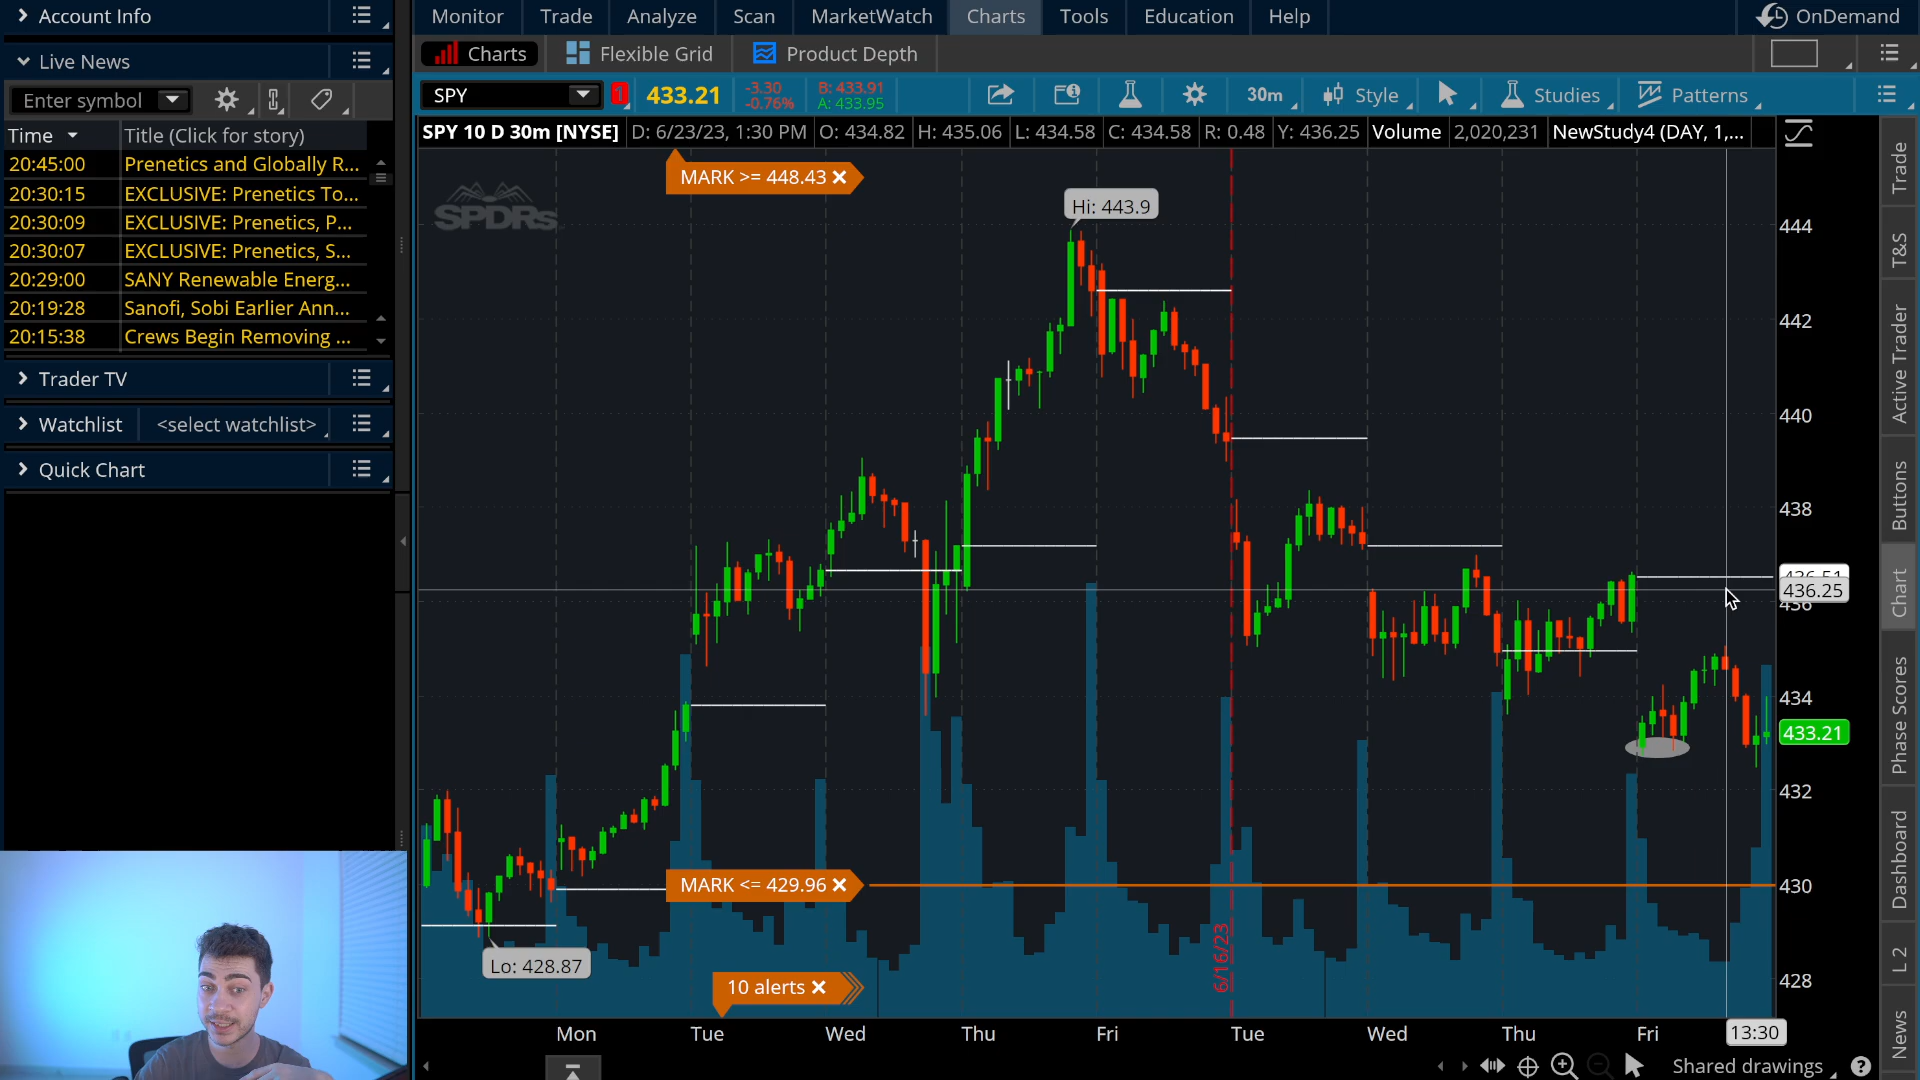 Account Info
Monitor Trade Analyze Scan MarketWatch Charts Tools Education Help OnDemand
Live News
Charts Flexible Grid Product Depth
Enter symbol
SPY 1 433.21 -3.30 -0.76% B: 433.91 A: 433.95 30m Style Studies Patterns
Time Title (Click for story)
SPY 10 D 30m [NYSE] D: 6/23/23, 1:30 PM O: 434.82 H: 435.06 L: 434.58 C: 434.58 R: 0.48 Y: 436.25 Volume 2,020,231 NewStudy4 (DAY, 1,...
20:45:00 Prenetics and Globally R...
20:30:15 EXCLUSIVE: Prenetics To...
20:30:09 EXCLUSIVE: Prenetics, P...
20:30:07 EXCLUSIVE: Prenetics, S...
20:29:00 SANY Renewable Energ...
20:19:28 Sanofi, Sobi Earlier Ann...
20:15:38 Crews Begin Removing ...
Trader TV
Watchlist <select watchlist>
Quick Chart
MARK >= 448.43
SPDRs
Hi: 443.9
444
442
440
438
436.51
436.25
436
434
433.21
432
MARK <= 429.96
430
Lo: 428.87
6/16/23
10 alerts
428
Mon Tue Wed Thu Fri Tue Wed Thu Fri 13:30
Shared drawings
Trade
T&S
Active Trader
Buttons
Chart
Phase Scores
Dashboard
L 2
News